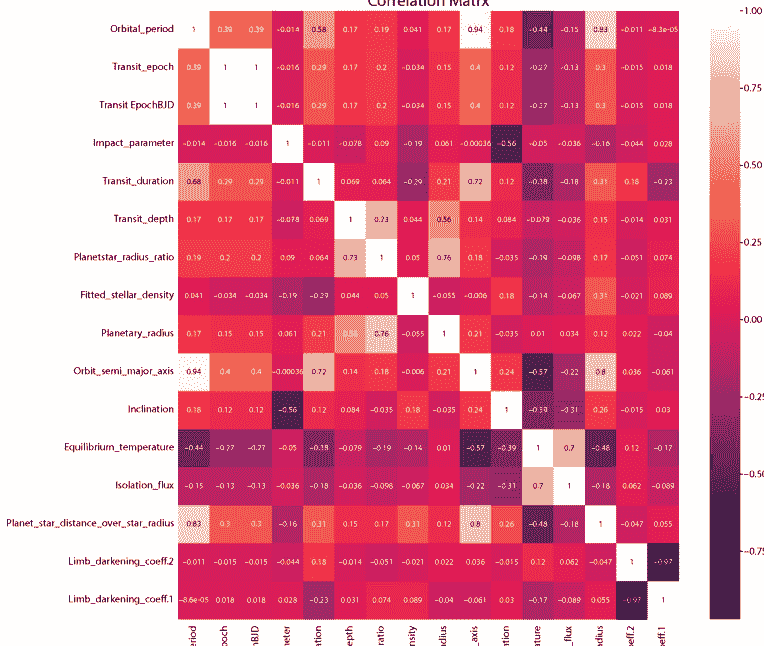 Correlation Matrx
Orbital_period 1 0.39 0.39 -0.014 0.58 0.17 0.19 0.041 0.17 0.94 0.18 -0.44 -0.15 0.83 -0.011 -8.3e-05
Transit_epoch 0.39 1 1 -0.016 0.29 0.17 0.2 -0.034 0.15 0.4 0.12 -0.27 -0.13 0.3 -0.015 0.018
Transit EpochBJD 0.39 1 1 -0.016 0.29 0.17 0.2 -0.034 0.15 0.4 0.12 -0.27 -0.13 0.3 -0.015 0.018
Impact_parameter -0.014 -0.016 -0.016 1 -0.011 -0.078 0.09 -0.19 0.061 -0.00036 -0.56 -0.05 -0.036 -0.16 -0.044 0.028
Transit_duration 0.68 0.29 0.29 -0.011 1 0.069 0.064 -0.29 0.21 0.72 0.12 -0.38 -0.18 0.31 0.18 -0.23
Transit_depth 0.17 0.17 0.17 -0.078 0.069 1 0.73 0.044 0.56 0.14 0.084 -0.079 -0.036 0.15 -0.014 0.031
Planetstar_radius_ratio 0.19 0.2 0.2 0.09 0.064 0.73 1 0.05 0.76 0.18 -0.035 -0.19 -0.098 0.17 -0.051 0.074
Fitted_stellar_density 0.041 -0.034 -0.034 -0.19 -0.29 0.044 0.05 1 -0.055 -0.006 0.18 -0.14 -0.067 0.31 -0.021 0.089
Planetary_radius 0.17 0.15 0.15 0.061 0.21 0.76 -0.055 1 0.21 -0.035 0.01 0.034 0.12 0.022 -0.04
Orbit_semi_major_axis 0.94 0.4 0.4 -0.00036 0.72 0.14 0.18 -0.006 0.21 1 0.24 -0.57 -0.22 0.8 0.036 -0.061
Inclination 0.18 0.12 0.12 -0.56 0.12 0.084 -0.035 0.18 -0.035 0.24 1 -0.39 -0.31 0.26 -0.015 0.03
Equilibrium_temperature -0.44 -0.27 -0.27 -0.05 -0.38 -0.079 -0.19 -0.14 0.01 -0.57 -0.39 1 0.7 -0.48 0.12 -0.17
Isolation_flux -0.15 -0.13 -0.13 -0.036 -0.18 -0.036 -0.098 -0.067 0.034 -0.22 -0.31 0.7 1 -0.18 0.062 -0.089
Planet_star_distance_over_star_radius 0.83 0.3 0.3 -0.16 0.31 0.15 0.17 0.31 0.12 0.8 0.26 -0.48 -0.18 1 -0.047 0.055
Limb_darkening_coeff.2 -0.011 -0.015 -0.015 -0.044 0.18 -0.014 -0.051 -0.021 0.022 0.036 -0.015 0.12 0.062 -0.047 1 -0.97
Limb_darkening_coeff.1 -8.6e-05 0.018 0.018 0.028 -0.23 0.031 0.074 0.089 -0.04 -0.061 0.03 -0.17 -0.089 0.055 -0.97 1
eriod poch nBJD meter ation epth ratio nsity dius _axis tion ature _flux adius eff.2 eff.1
1.00
0.75
0.50
0.25
0.00
-0.25
-0.50
-0.75